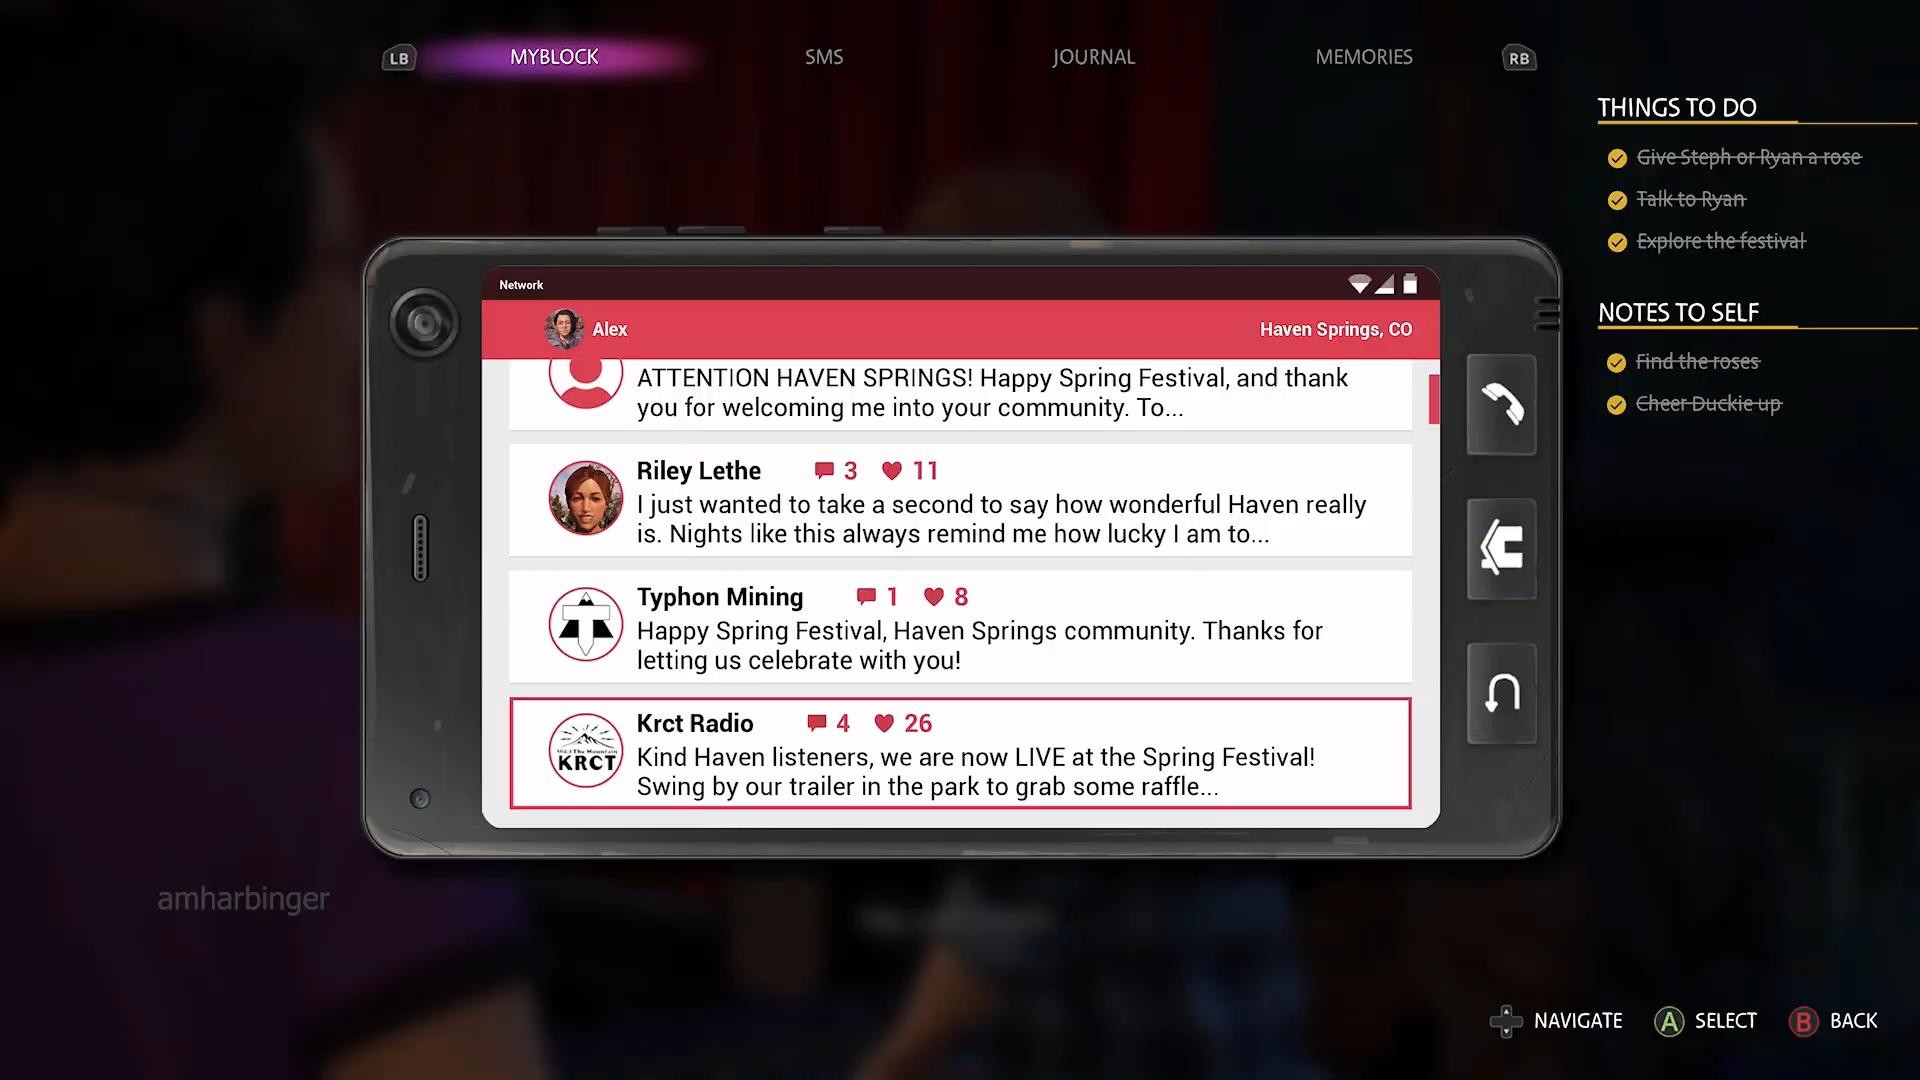 LB
MYBLOCK
SMS
JOURNAL
MEMORIES
RB
THINGS TO DO
Give Steph or Ryan a rose
Talk to Ryan
Explore the festival
NOTES TO SELF
Find the roses
Cheer Duckie up
Network
Alex
Haven Springs, CO
ATTENTION HAVEN SPRINGS! Happy Spring Festival, and thank
you for welcoming me into your community. To...
Riley Lethe 3 11
I just wanted to take a second to say how wonderful Haven really
is. Nights like this always remind me how lucky I am to...
Typhon Mining 1 8
Happy Spring Festival, Haven Springs community. Thanks for
letting us celebrate with you!
104.3 The Mountain
KRCT
Krct Radio 4 26
Kind Haven listeners, we are now LIVE at the Spring Festival!
Swing by our trailer in the park to grab some raffle...
amharbinger
NAVIGATE
A SELECT
B BACK